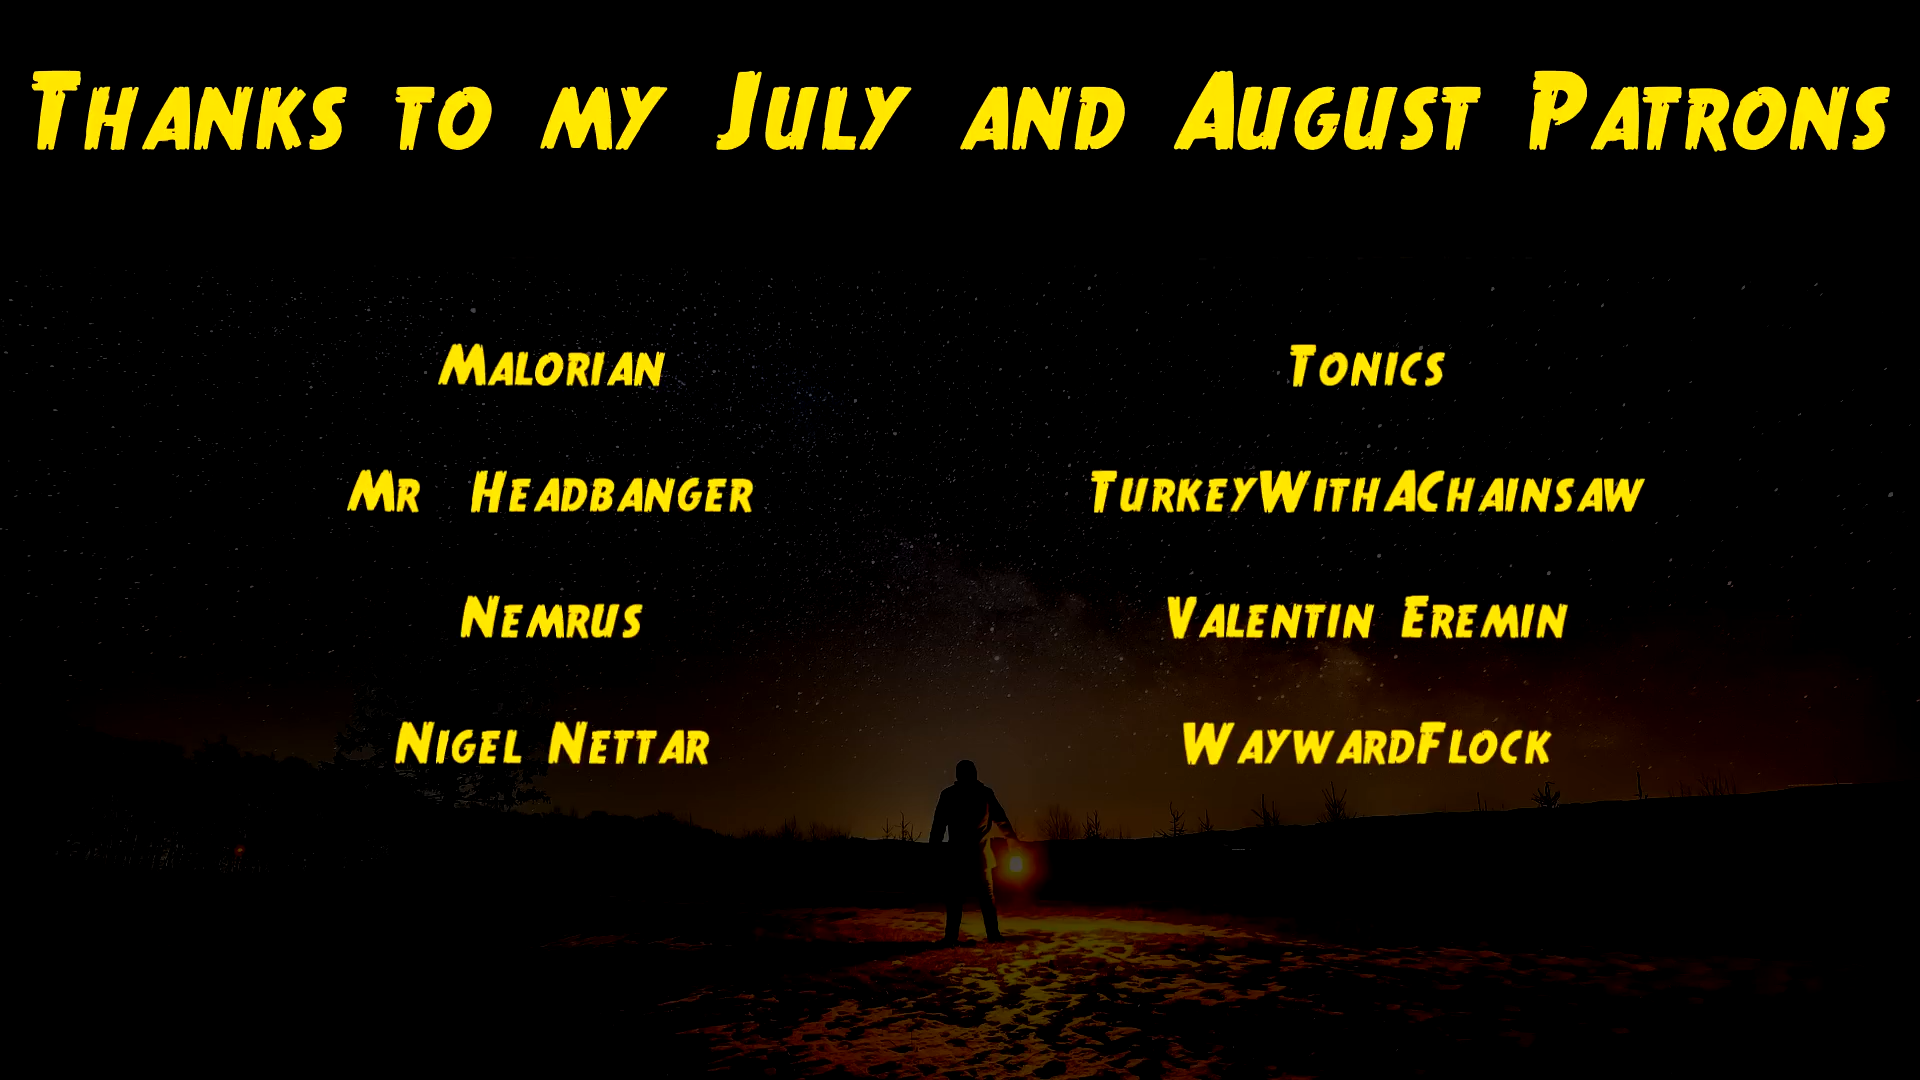 Thanks to my July and August Patrons
Malorian
Mr Headbanger
Nemrus
Nigel Nettar
Tonics
TurkeyWithAChainsaw
Valentin Eremin
WaywardFlock